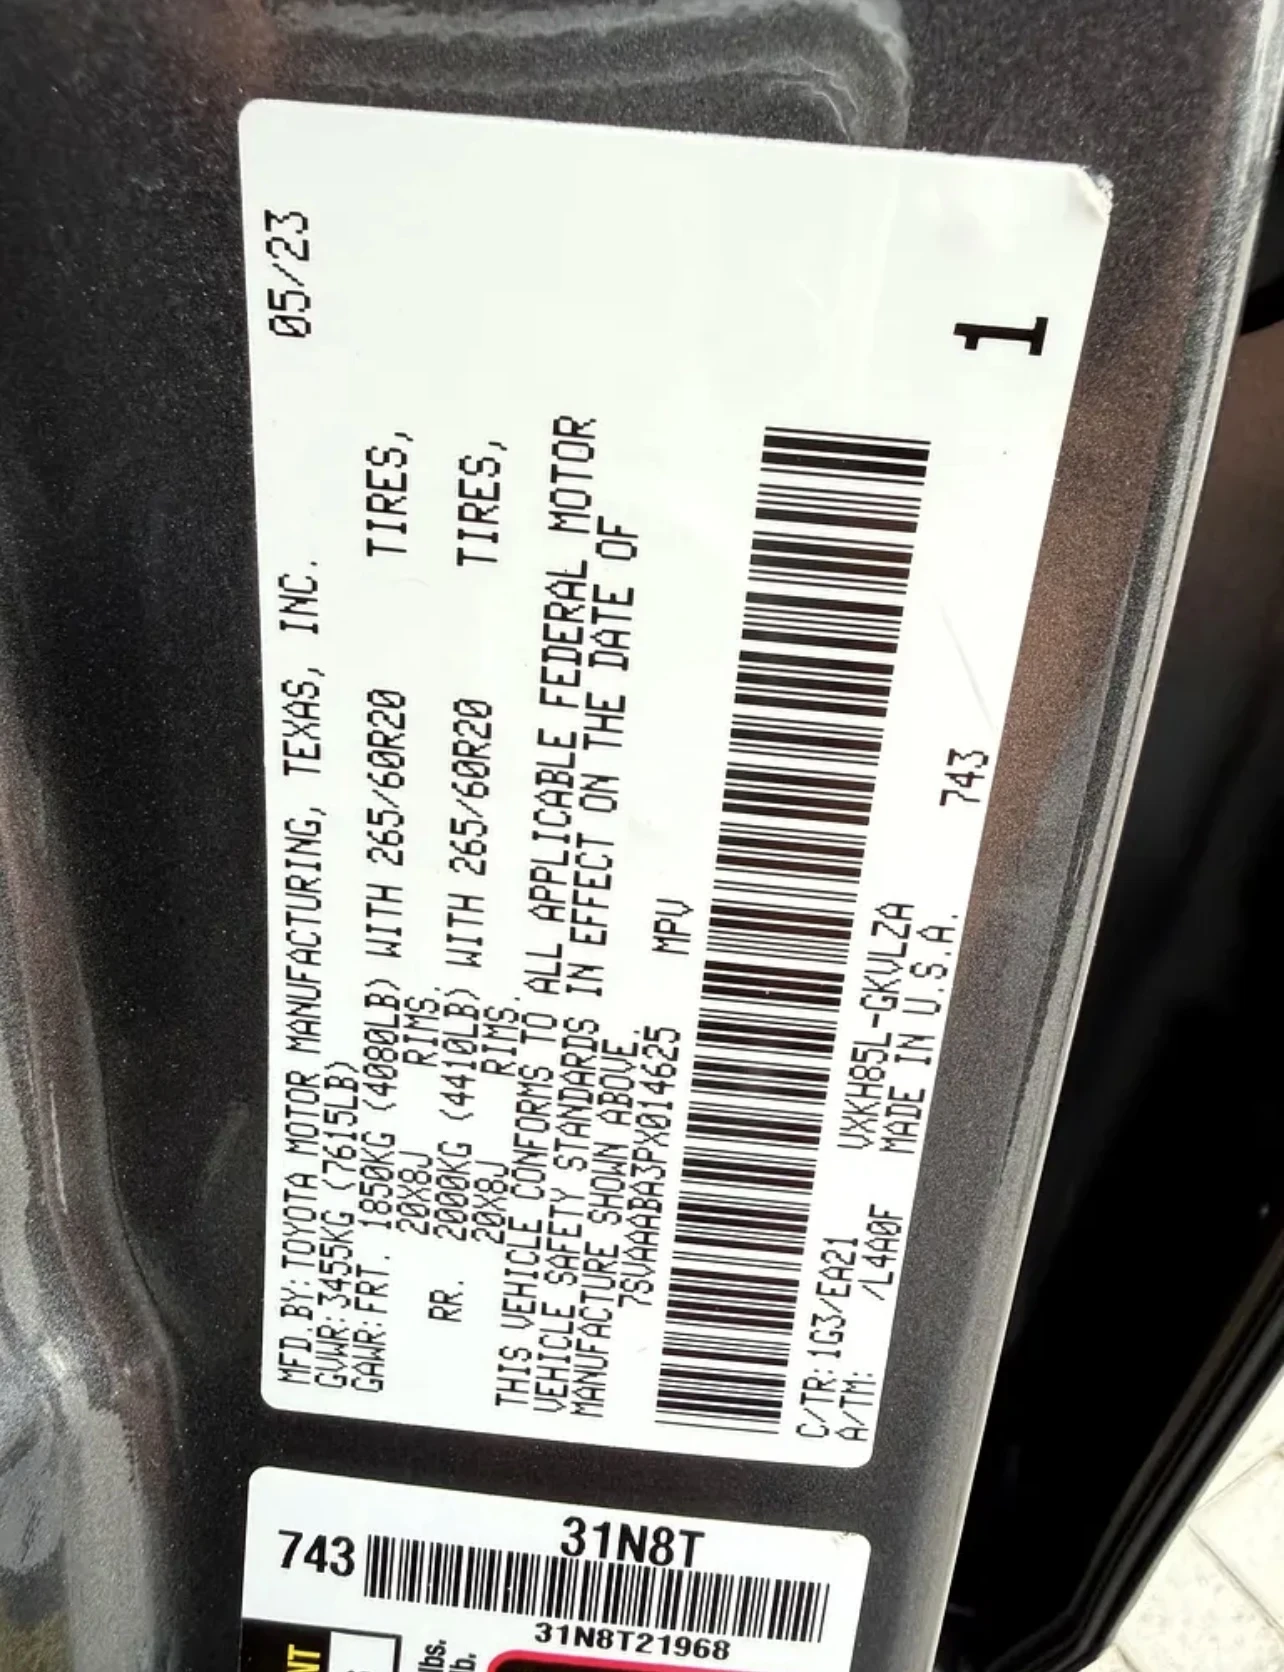 MFD.BY:TOYOTA MOTOR MANUFACTURING, TEXAS, INC. 05/23
GVWR:3455KG (7615LB)
GAWR:FRT. 1850KG (4080LB) WITH 265/60R20 TIRES,
20X8J RIMS.
RR. 2000KG (4410LB) WITH 265/60R20 TIRES,
20X8J RIMS.
THIS VEHICLE CONFORMS TO ALL APPLICABLE FEDERAL MOTOR
VEHICLE SAFETY STANDARDS IN EFFECT ON THE DATE OF
MANUFACTURE SHOWN ABOVE.
7SVAAABA3PX014625 MPV
C/TR:1G3/EA21 VXKH85L-GKVLZA
A/TM: /L4A0F MADE IN U.S.A. 743
1
743 31N8T
31N8T21968
NT
lbs.
lb.